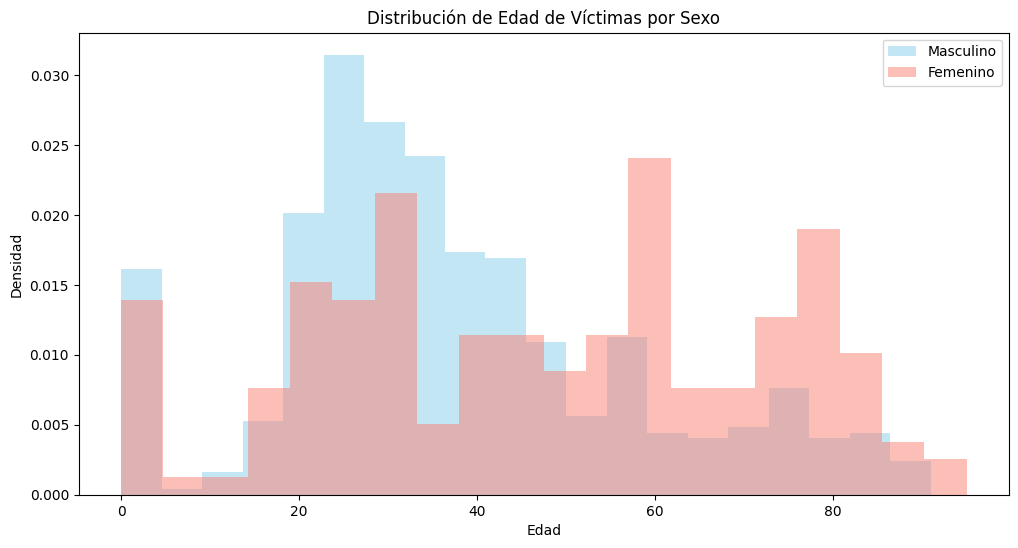 Distribución de Edad de Víctimas por Sexo
Masculino
Femenino
Densidad
0.030
0.025
0.020
0.015
0.010
0.005
0.000
0
20
40
60
80
Edad